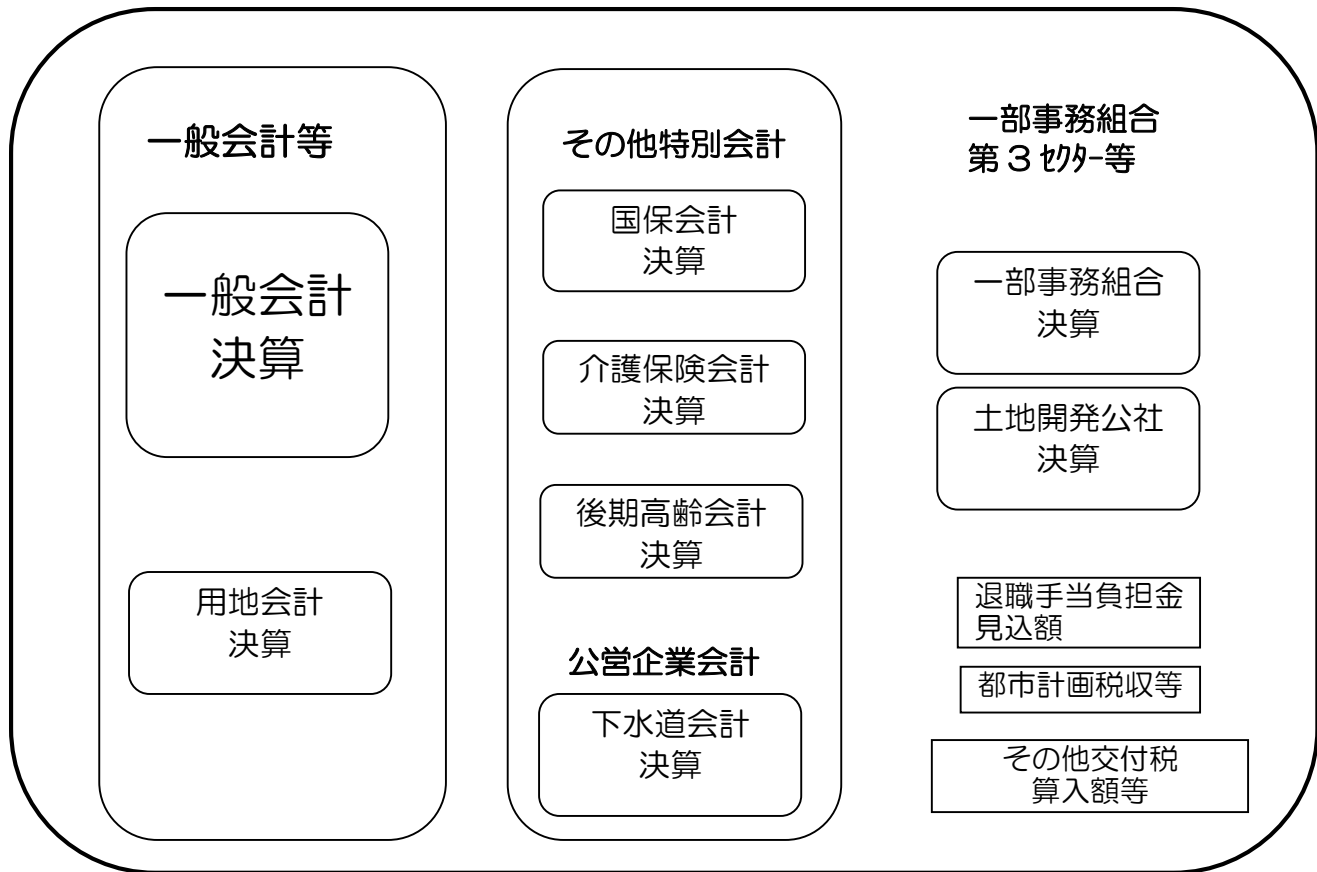 一般会計等
一般会計
決算
用地会計
決算
その他特別会計
国保会計
決算
介護保険会計
決算
後期高齢会計
決算
公営企業会計
下水道会計
決算
一部事務組合
第3ｾｸﾀｰ等
一部事務組合
決算
土地開発公社
決算
退職手当負担金
見込額
都市計画税収等
その他交付税
算入額等